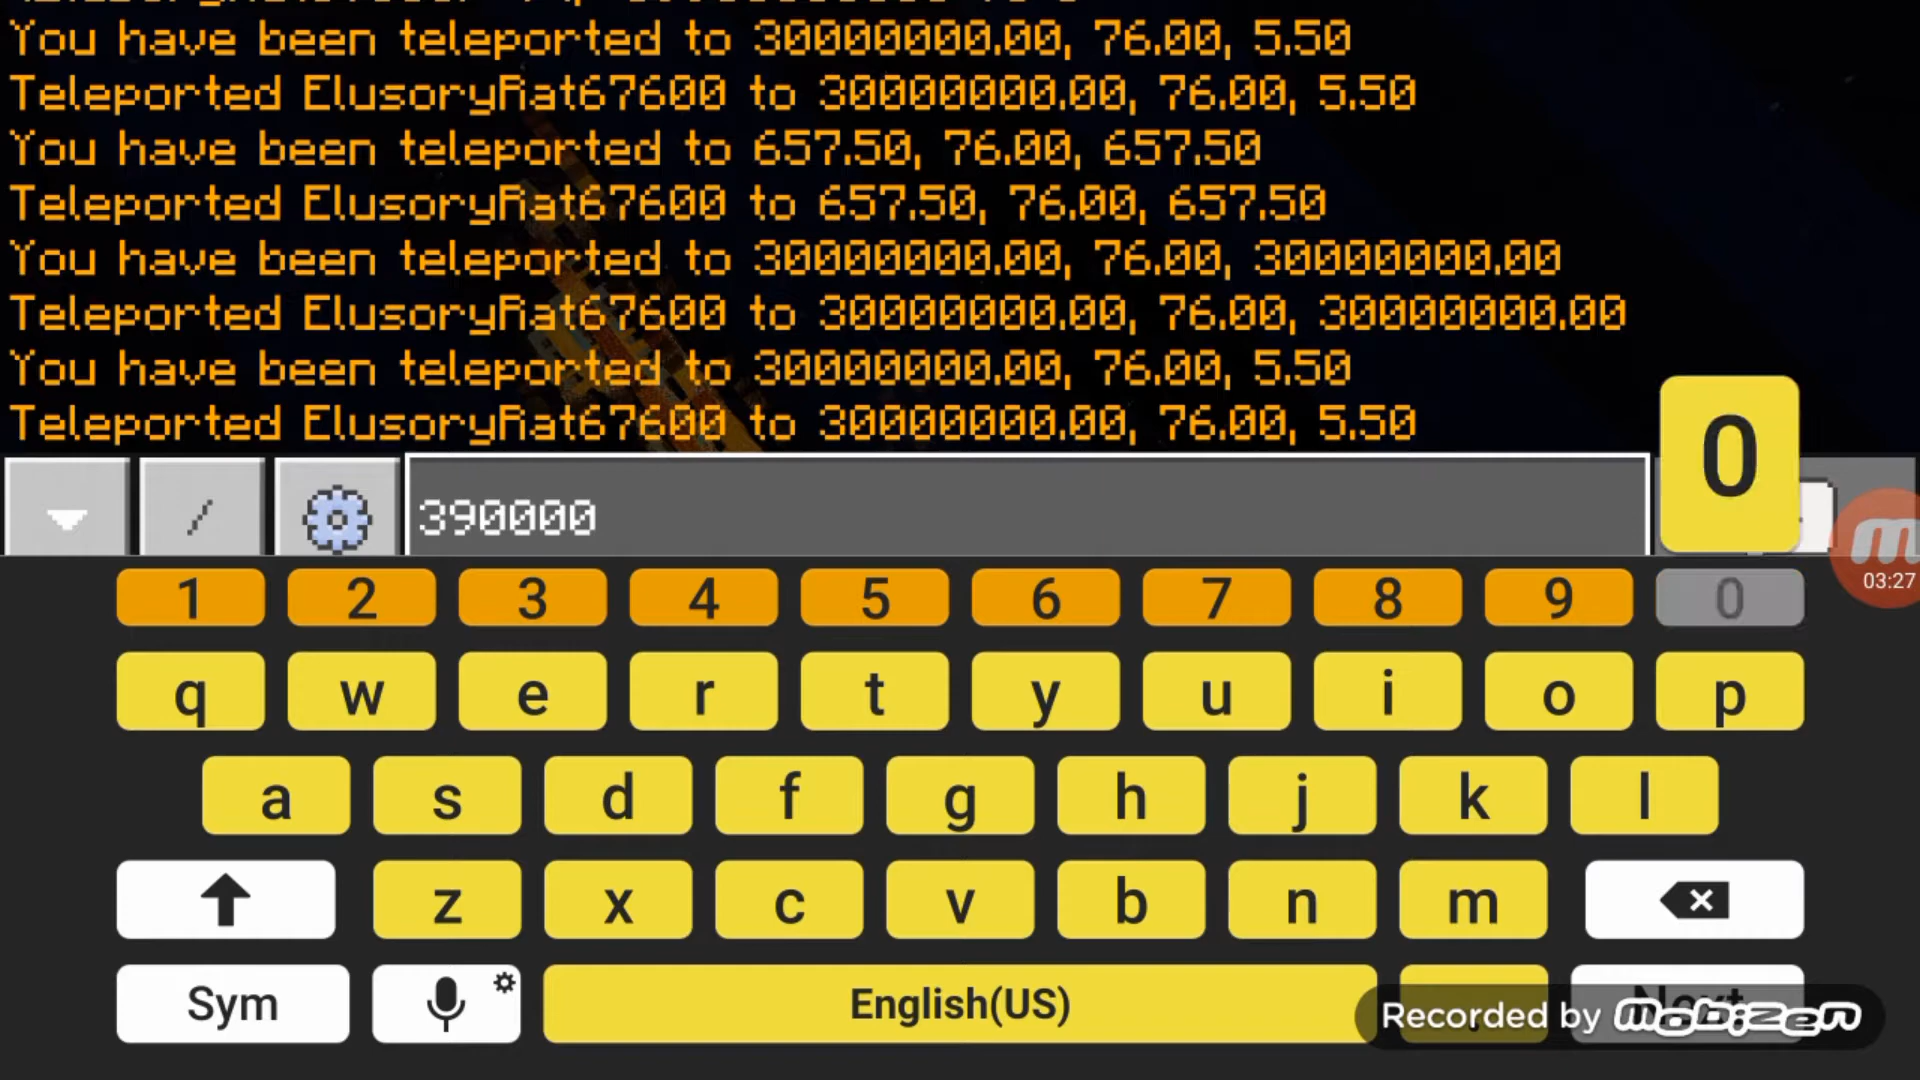 You have been teleported to 30000000.00, 76.00, 5.50
Teleported ElusoryRat67600 to 30000000.00, 76.00, 5.50
You have been teleported to 657.50, 76.00, 657.50
Teleported ElusoryRat67600 to 657.50, 76.00, 657.50
You have been teleported to 30000000.00, 76.00, 30000000.00
Teleported ElusoryRat67600 to 30000000.00, 76.00, 30000000.00
You have been teleported to 30000000.00, 76.00, 5.50
Teleported ElusoryRat67600 to 30000000.00, 76.00, 5.50
/ 390000 0
m
03:27
1 2 3 4 5 6 7 8 9 0
q w e r t y u i o p
a s d f g h j k l
z x c v b n m
Sym English(US) . Next
Recorded by mobizen